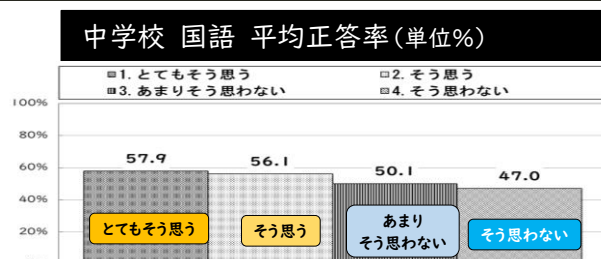 中学校 国語 平均正答率(単位%)
1. とてもそう思う
2. そう思う
3. あまりそう思わない
4. そう思わない
100%
80%
60%
40%
20%
57.9
56.1
50.1
47.0
とてもそう思う
そう思う
あまり
そう思わない
そう思わない